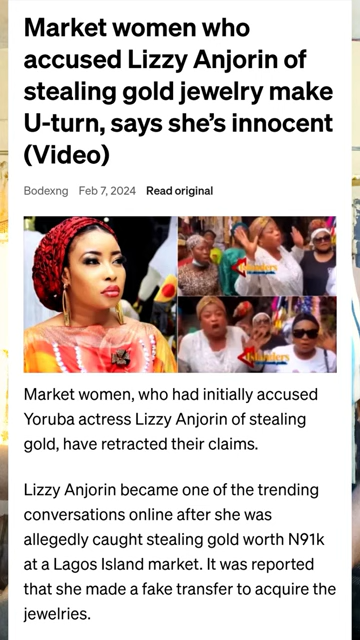 Market women who
accused Lizzy Anjorin of
stealing gold jewelry make
U-turn, says she’s innocent
(Video)
Bodexng Feb 7, 2024 Read original
Islanders
Islanders
Market women, who had initially accused
Yoruba actress Lizzy Anjorin of stealing
gold, have retracted their claims.
Lizzy Anjorin became one of the trending
conversations online after she was
allegedly caught stealing gold worth N91k
at a Lagos Island market. It was reported
that she made a fake transfer to acquire the
jewelries.